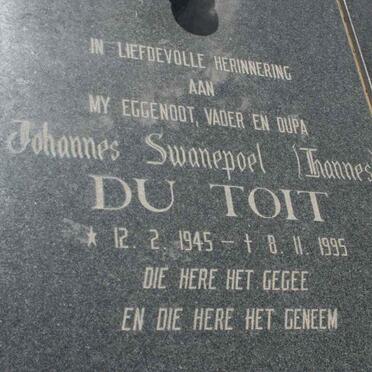 IN LIEFDEVOLLE HERINNERING
AAN
MY EGGENOOT, VADER EN OUPA
Johannes Swanepoel (Hannes
DU TOIT
★ 12. 2. 1945 – † 8. 11. 1995
DIE HERE HET GEGEE
EN DIE HERE HET GENEEM